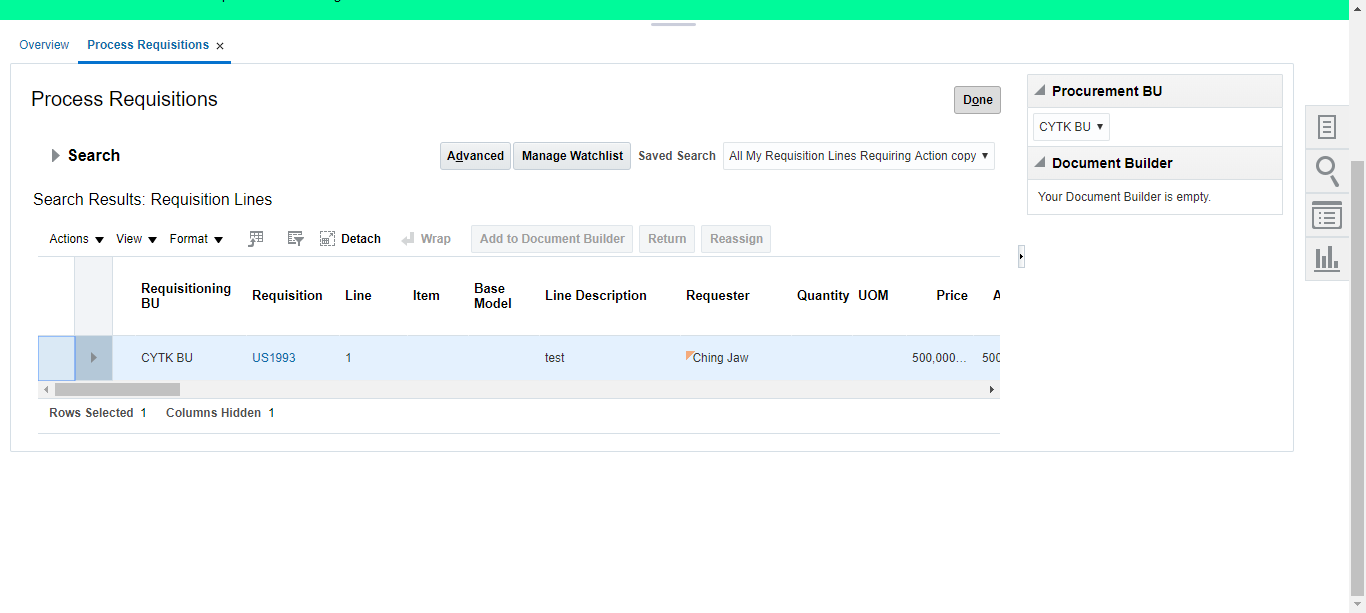 Overview Process Requisitions
Process Requisitions
Done
Procurement BU
CYTK BU
Search
Advanced Manage Watchlist Saved Search All My Requisition Lines Requiring Action copy
Document Builder
Your Document Builder is empty.
Search Results: Requisition Lines
Actions View Format Detach Wrap Add to Document Builder Return Reassign
Requisitioning BU Requisition Line Item Base Model Line Description Requester Quantity UOM Price A
CYTK BU US1993 1 test Ching Jaw 500,000... 500
Rows Selected 1 Columns Hidden 1